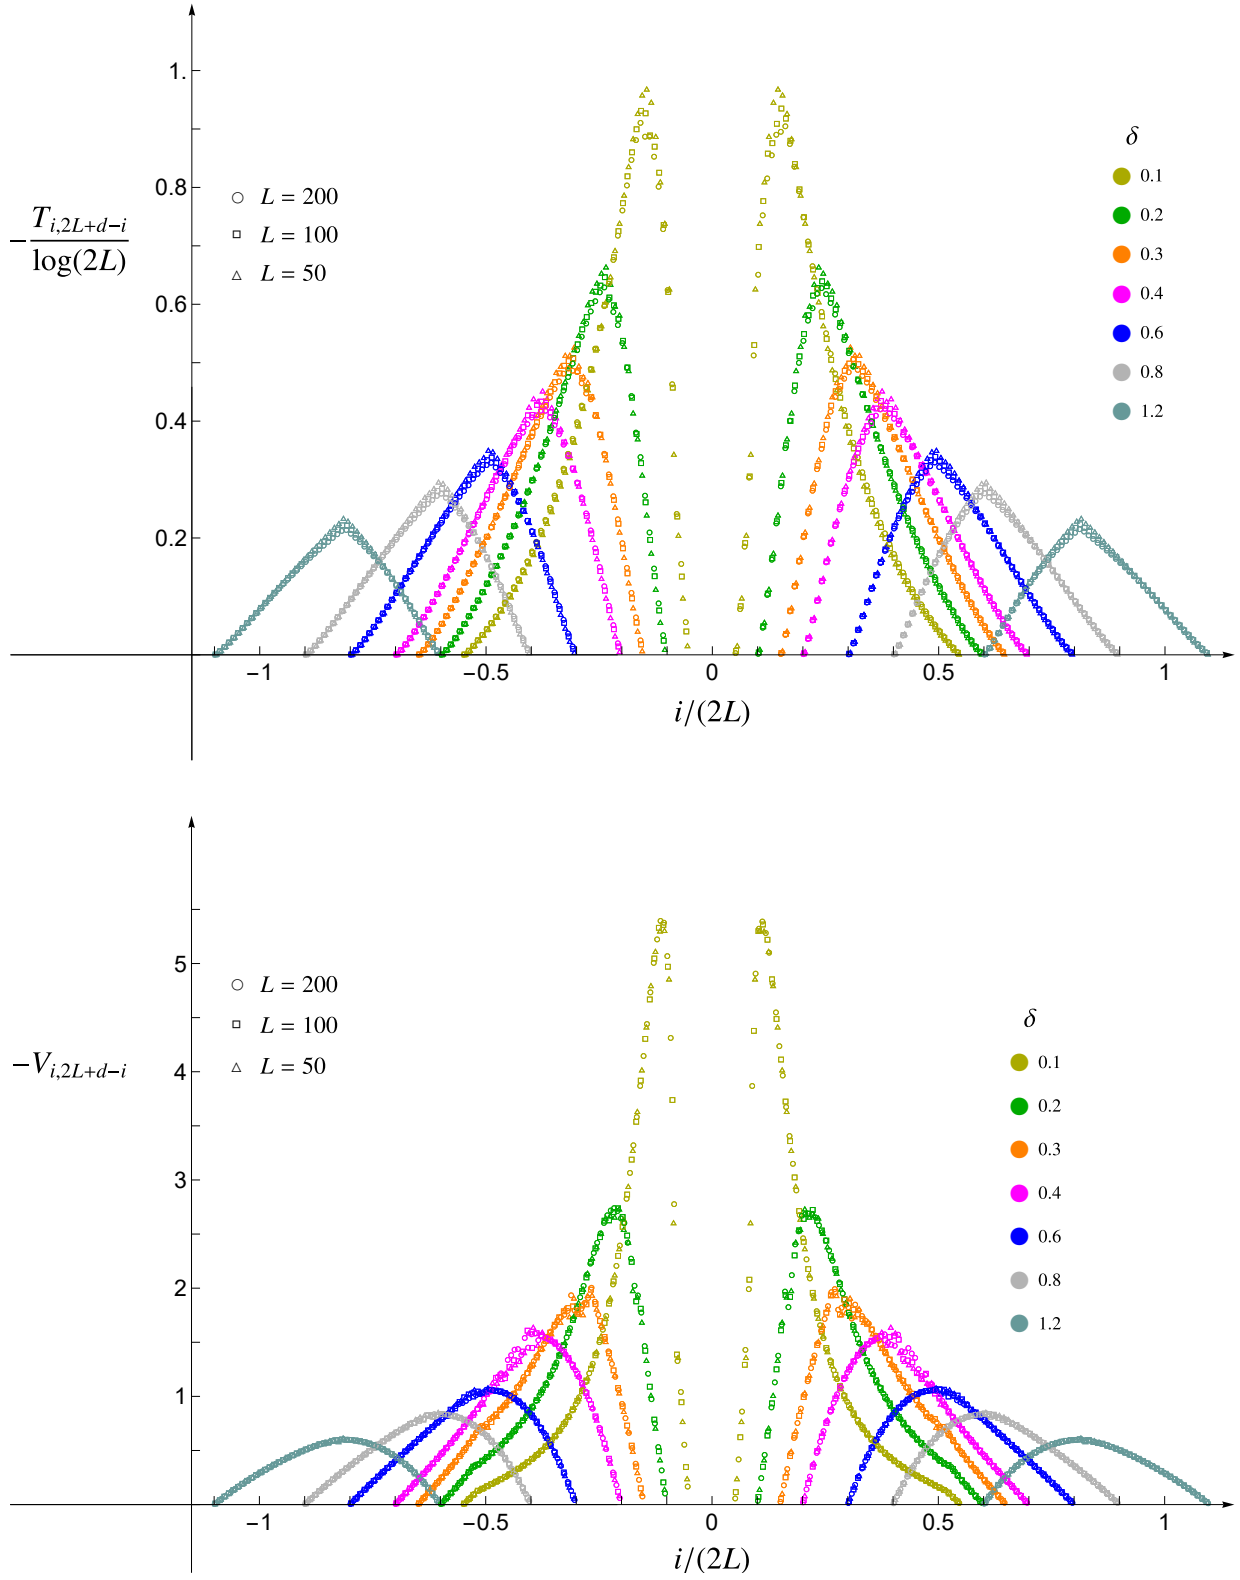 1.
0.8
0.6
0.4
0.2
−1
−0.5
0
0.5
1
i/(2L)
−T_{i,2L+d−i}
log(2L)
L = 200
L = 100
L = 50
δ
0.1
0.2
0.3
0.4
0.6
0.8
1.2
5
4
3
2
1
−1
−0.5
0
0.5
1
i/(2L)
−V_{i,2L+d−i}
L = 200
L = 100
L = 50
δ
0.1
0.2
0.3
0.4
0.6
0.8
1.2